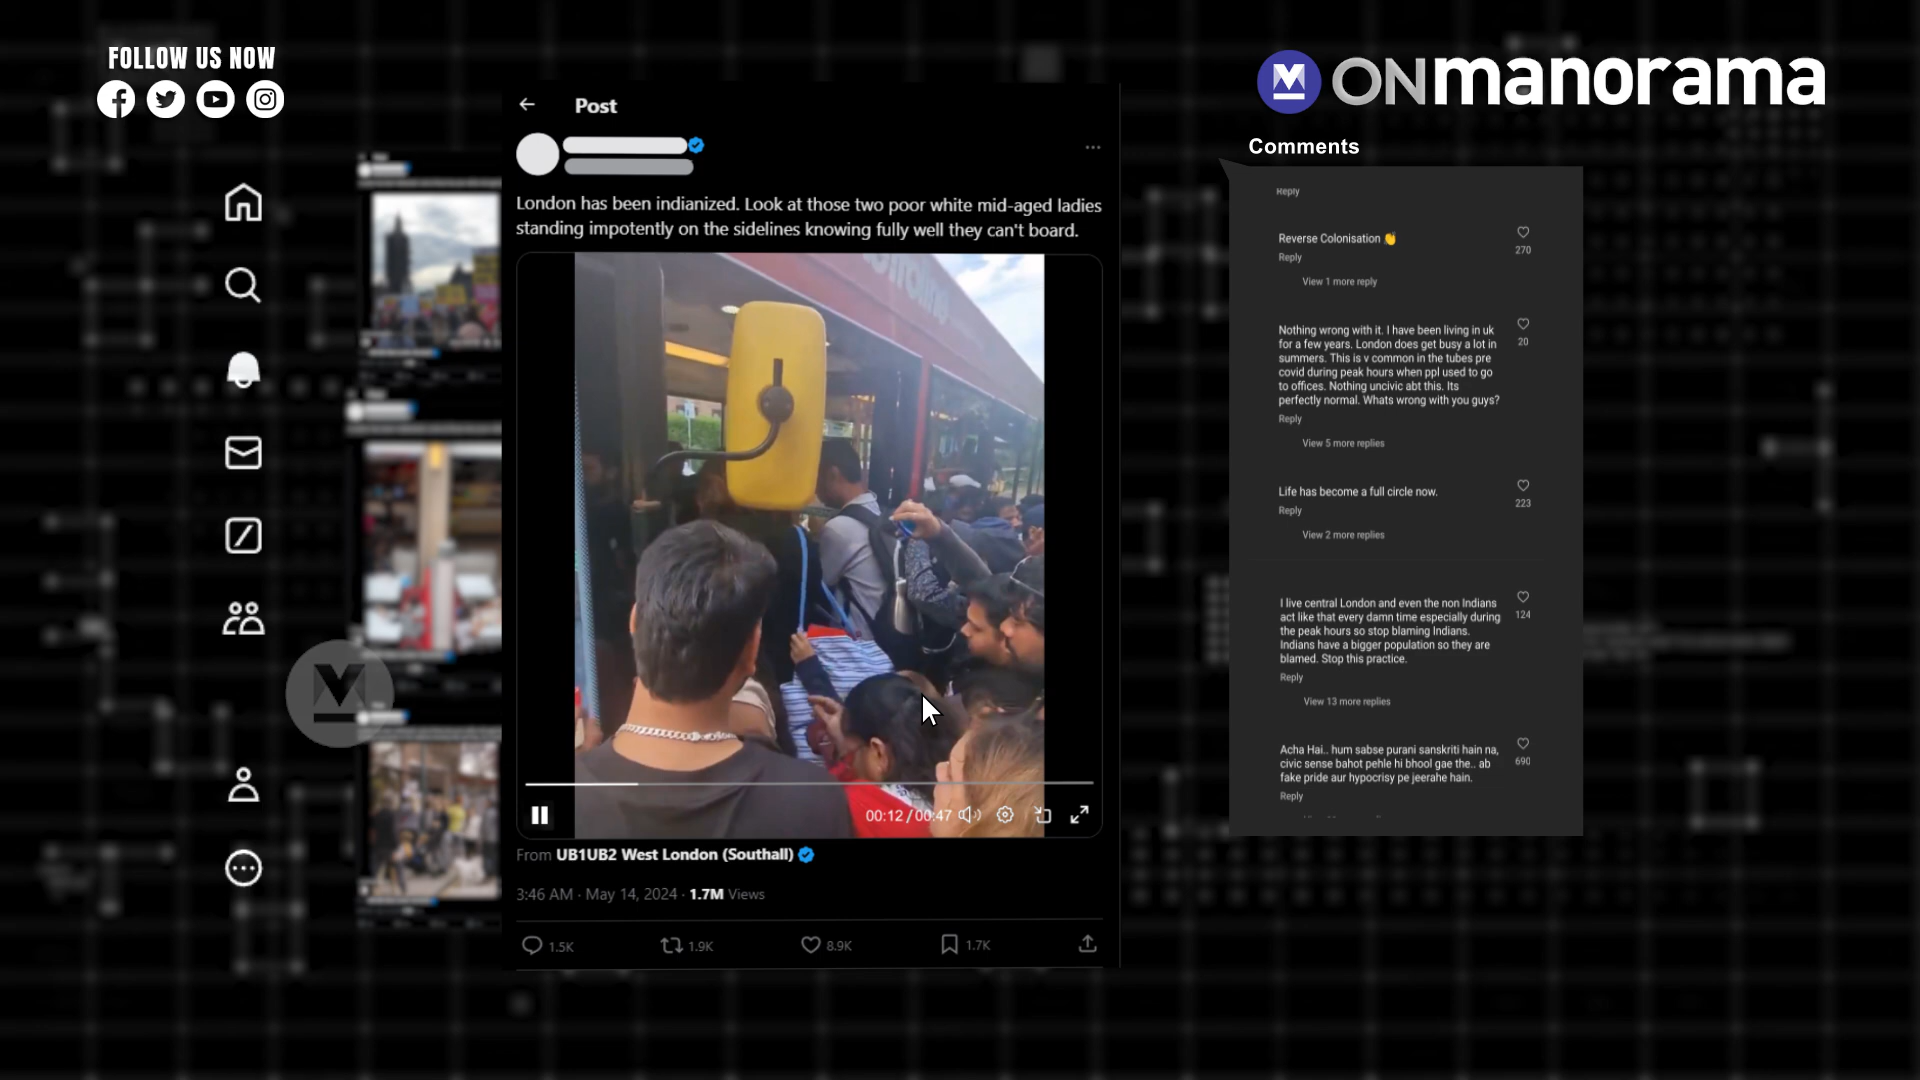 FOLLOW US NOW
ONmanorama
Post
London has been indianized. Look at those two poor white mid-aged ladies
standing impotently on the sidelines knowing fully well they can't board.
00:12 / 00:47
From UB1UB2 West London (Southall)
3:46 AM · May 14, 2024 · 1.7M Views
1.5K
1.9K
8.9K
1.7K
Comments
Reply
Reverse Colonisation 👏
270
Reply
View 1 more reply
Nothing wrong with it. I have been living in uk
for a few years. London does get busy a lot in
summers. This is v common in the tubes pre
covid during peak hours when ppl used to go
to offices. Nothing uncivic abt this. Its
perfectly normal. Whats wrong with you guys?
20
Reply
View 5 more replies
Life has become a full circle now.
223
Reply
View 2 more replies
I live central London and even the non Indians
act like that every damn time especially during
the peak hours so stop blaming Indians.
Indians have a bigger population so they are
blamed. Stop this practice.
124
Reply
View 13 more replies
Acha Hai.. hum sabse purani sanskriti hain na,
civic sense bahot pehle hi bhool gae the.. ab
fake pride aur hypocrisy pe jeerahe hain.
690
Reply